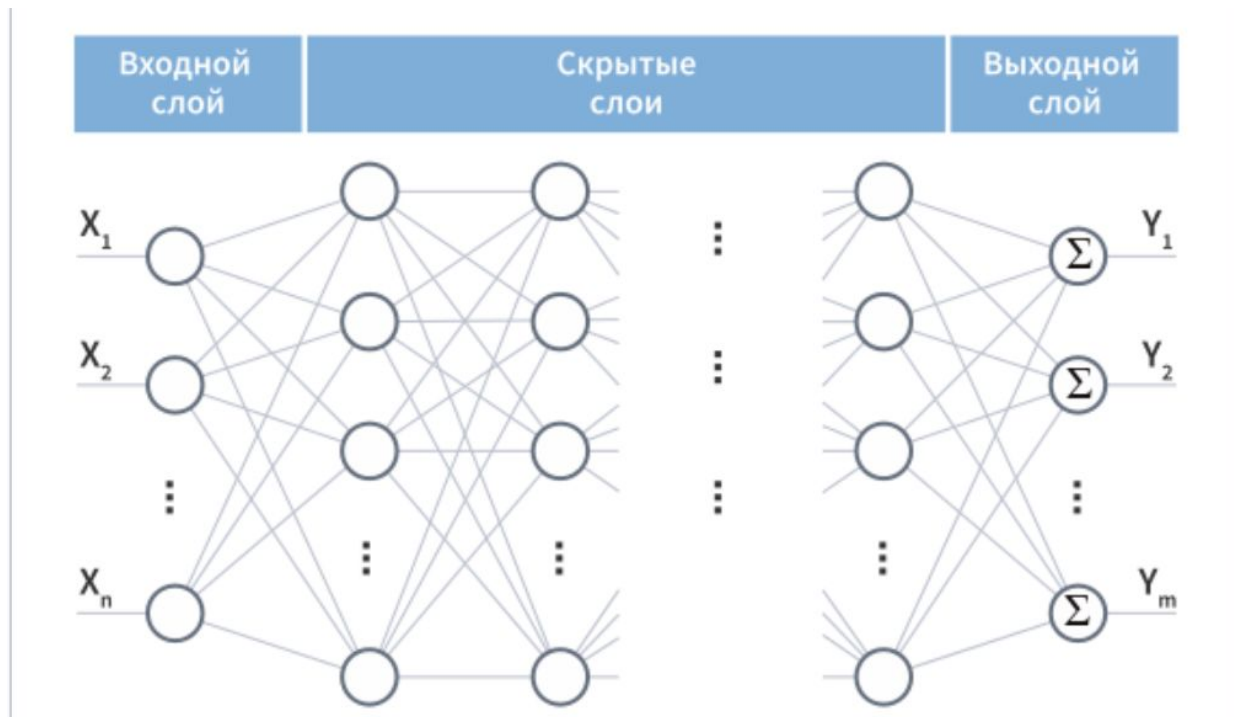 Входной
слой
Скрытые
слои
Выходной
слой
X₁
X₂
Xₙ
Σ
Σ
Σ
Y₁
Y₂
Yₘ